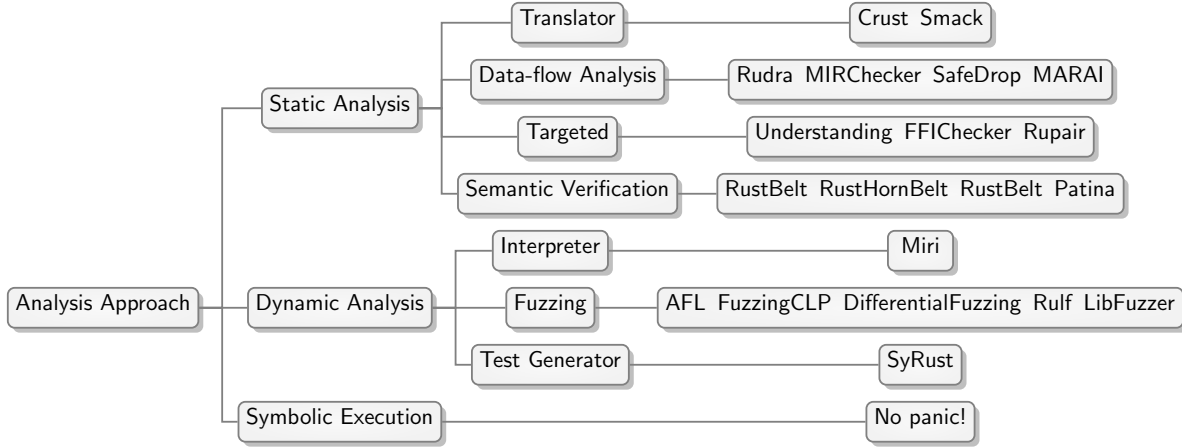 Translator Crust Smack
Data-flow Analysis Rudra MIRChecker SafeDrop MARAI
Static Analysis
Targeted Understanding FFIChecker Rupair
Semantic Verification RustBelt RustHornBelt RustBelt Patina
Interpreter Miri
Analysis Approach Dynamic Analysis Fuzzing AFL FuzzingCLP DifferentialFuzzing Rulf LibFuzzer
Test Generator SyRust
Symbolic Execution No panic!